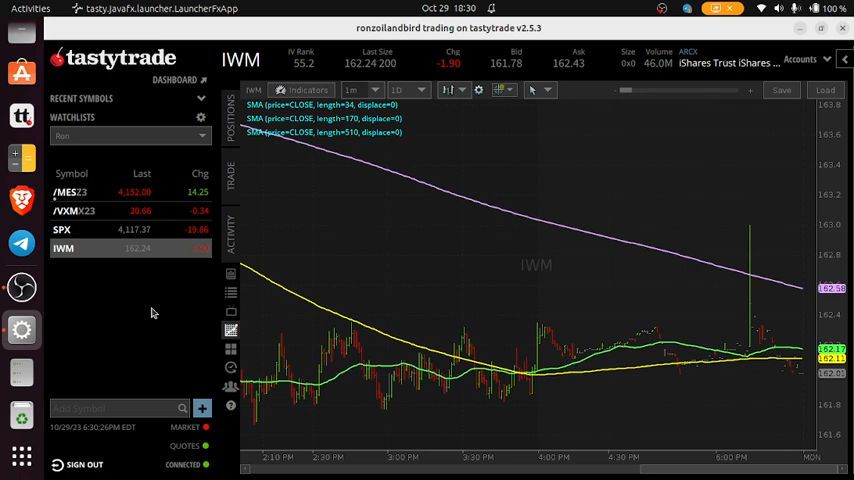 Activities
tasty.javafx.launcher.LauncherFxApp
Oct 29 18:30
100 %
ronzoilandbird trading on tastytrade v2.5.3
tastytrade
IWM
IV Rank
55.2
Last Size
162.24 200
Chg
-1.90
Bid
161.78
Ask
162.43
Size
0x0
Volume
46.0M
ARCX
iShares Trust iShares ...
Accounts
DASHBOARD
RECENT SYMBOLS
WATCHLISTS
Ron
Symbol Last Chg
/MESZ3 4,152.00 14.25
/VXMX23 20.66 -0.34
SPX 4,117.37 -19.86
IWM 162.24
Add Symbol
10/29/23 6:30:26PM EDT
MARKET
QUOTES
SIGN OUT
CONNECTED
POSITIONS
TRADE
ACTIVITY
IWM
Indicators
1m
1D
Save
Load
SMA (price=CLOSE, length=34, displace=0)
SMA (price=CLOSE, length=170, displace=0)
SMA (price=CLOSE, length=510, displace=0)
IWM
163.8
163.6
163.4
163.2
163.0
162.8
162.58
162.4
162.17
162.11
162.01
161.8
161.6
2:10 PM
2:30 PM
3:00 PM
3:30 PM
4:00 PM
4:30 PM
6:00 PM
MON